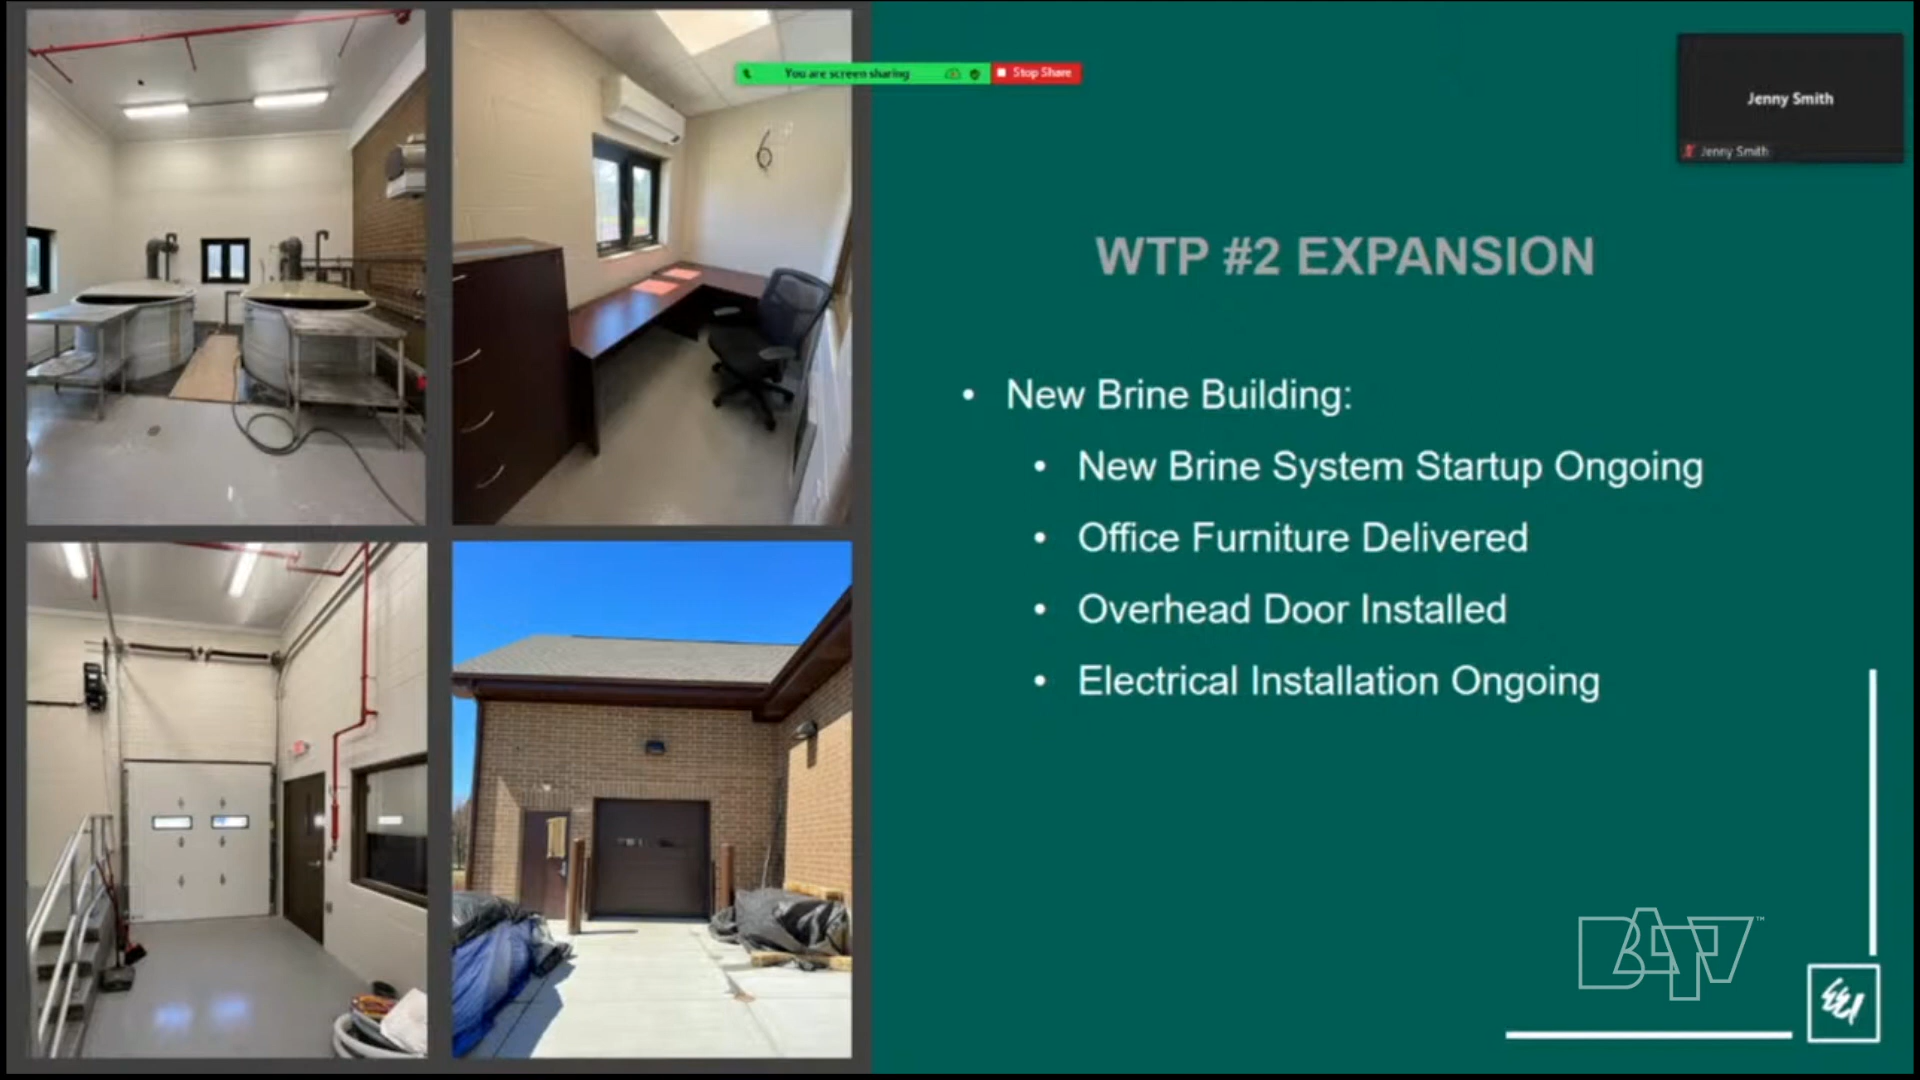 You are screen sharing
Stop Share
Jenny Smith
Jenny Smith
WTP #2 EXPANSION
• New Brine Building:
• New Brine System Startup Ongoing
• Office Furniture Delivered
• Overhead Door Installed
• Electrical Installation Ongoing
BATV™